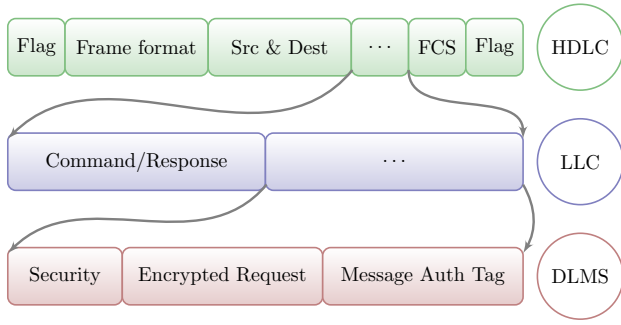 Flag Frame format Src & Dest ··· FCS Flag HDLC
Command/Response ··· LLC
Security Encrypted Request Message Auth Tag DLMS